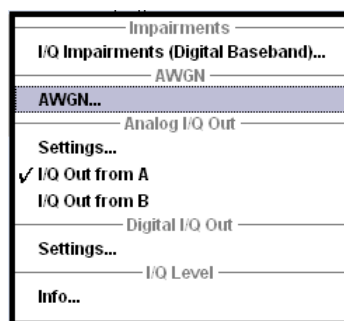 Impairments
I/Q Impairments (Digital Baseband)...
AWGN
AWGN...
Analog I/Q Out
Settings...
✓ I/Q Out from A
I/Q Out from B
Digital I/Q Out
Settings...
I/Q Level
Info...